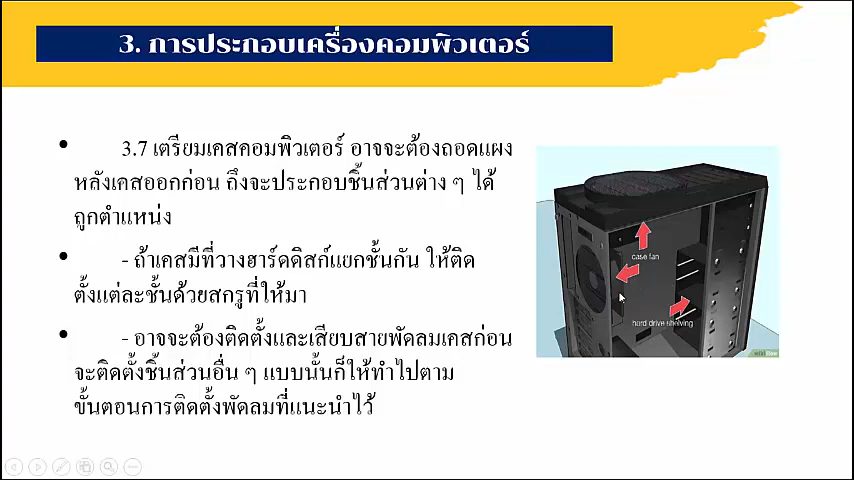 3. การประกอบเครื่องคอมพิวเตอร์
• 3.7 เตรียมเคสคอมพิวเตอร์ อาจจะต้องถอดแผง
หลังเคสออกก่อน ถึงจะประกอบชิ้นส่วนต่าง ๆ ได้
ถูกตำแหน่ง
• - ถ้าเคสมีที่วางฮาร์ดดิสก์แยกชั้นกัน ให้ติด
ตั้งแต่ละชั้นด้วยสกรูที่ให้มา
• - อาจจะต้องติดตั้งและเสียบสายพัดลมเคสก่อน
จะติดตั้งชิ้นส่วนอื่น ๆ แบบนั้นก็ให้ทำไปตาม
ขั้นตอนการติดตั้งพัดลมที่แนะนำไว้
case fan
hard drive shelving
wikiHow